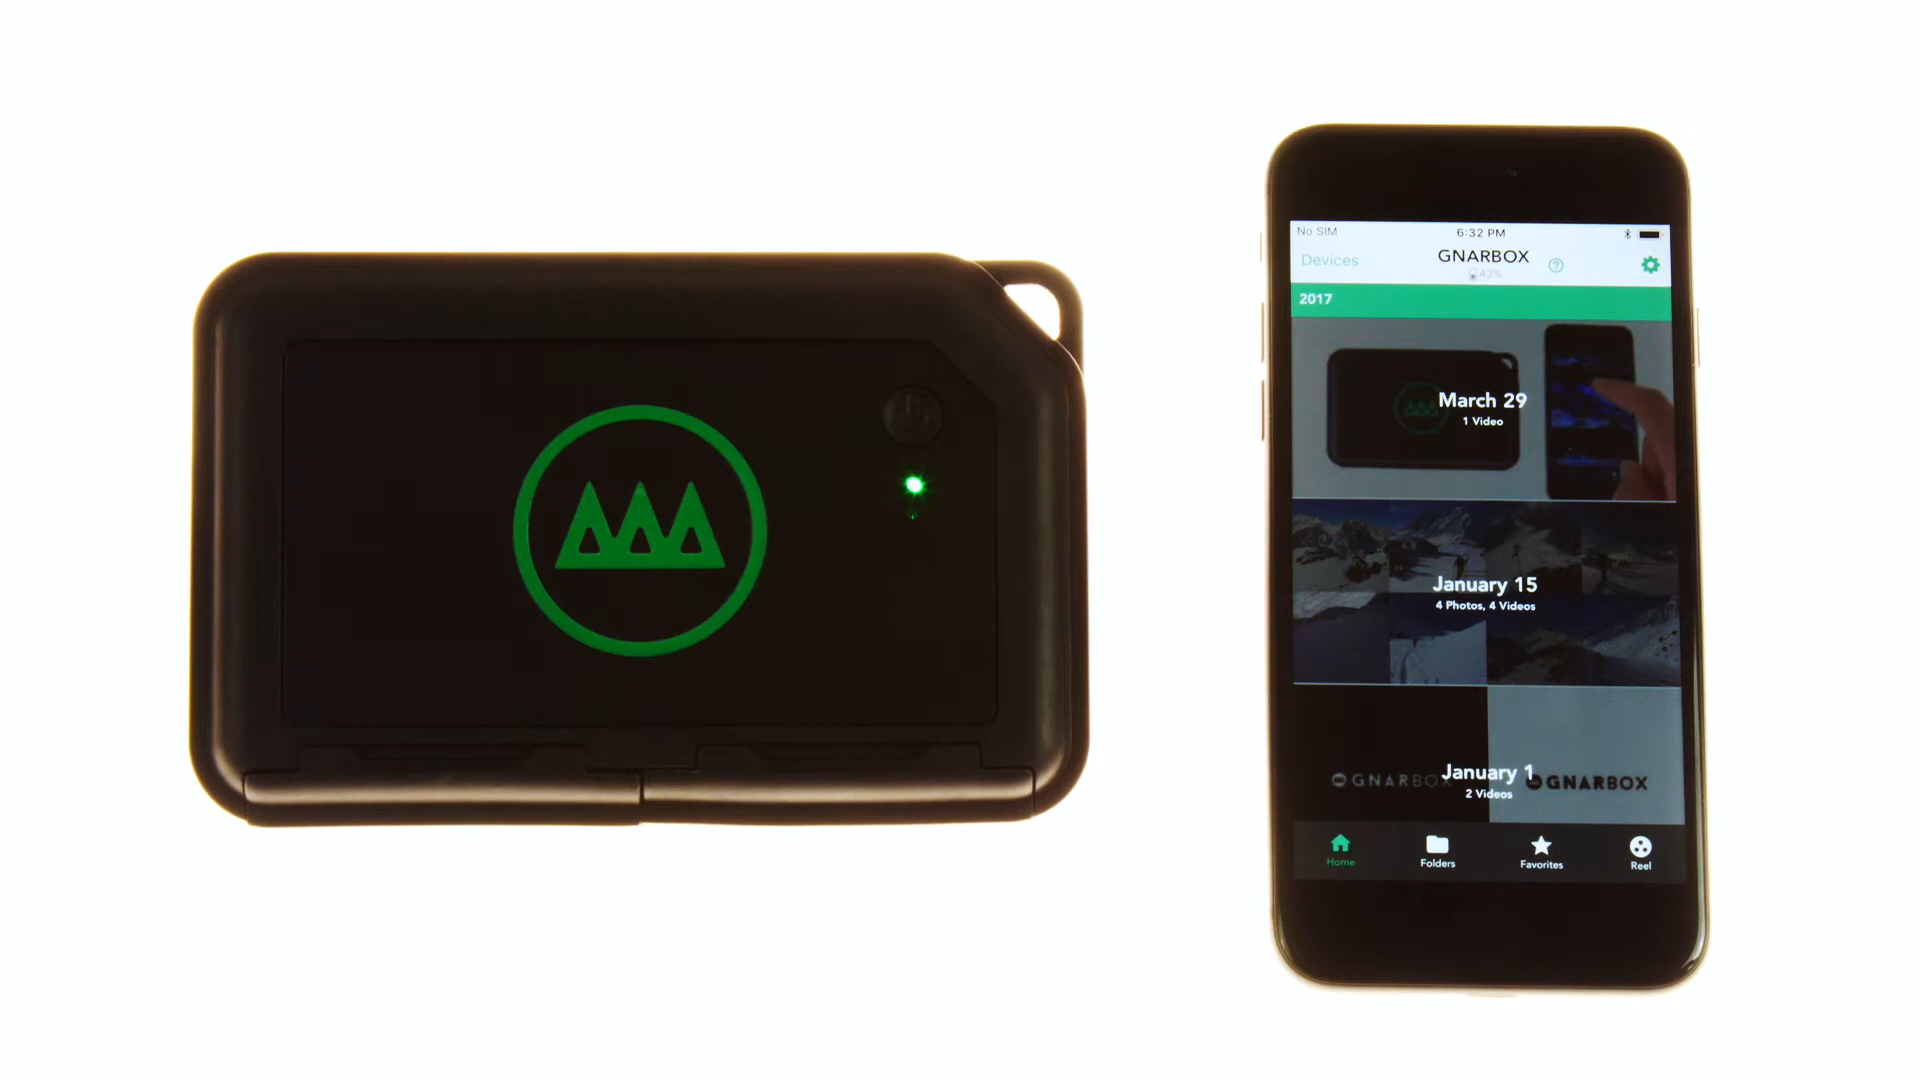 No SIM 6:32 PM
Devices GNARBOX
43%
2017
March 29
1 Video
January 15
4 Photos, 4 Videos
January 1
GNARBOX GNARBOX
2 Videos
Home Folders Favorites Reel